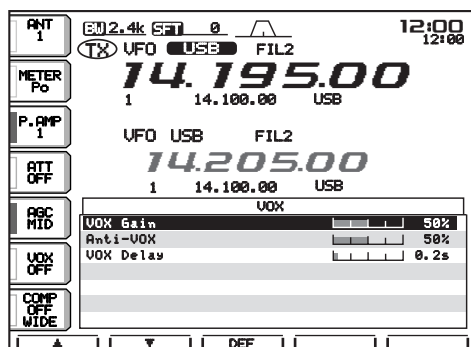 ANT
1
BW 2.4k SFT 0
12:00
12:00
TX VFO USB FIL2
METER
Po
14.195.00
1 14.100.00 USB
P.AMP
1
VFO USB FIL2
ATT
OFF
14.205.00
1 14.100.00 USB
AGC
MID
VOX
VOX Gain 50%
Anti-VOX 50%
VOX Delay 0.2s
VOX
OFF
COMP
OFF
WIDE
▲ ▼ DEF